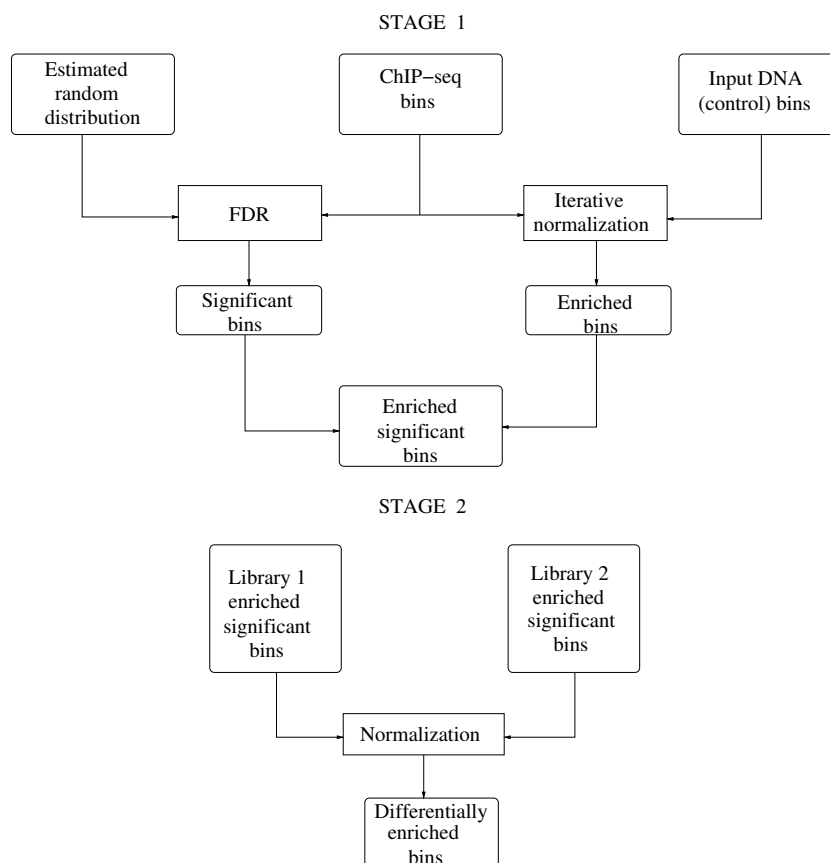 STAGE 1
Estimated
random
distribution
ChIP−seq
bins
Input DNA
(control) bins
FDR
Iterative
normalization
Significant
bins
Enriched
bins
Enriched
significant
bins
STAGE 2
Library 1
enriched
significant
bins
Library 2
enriched
significant
bins
Normalization
Differentially
enriched
bins